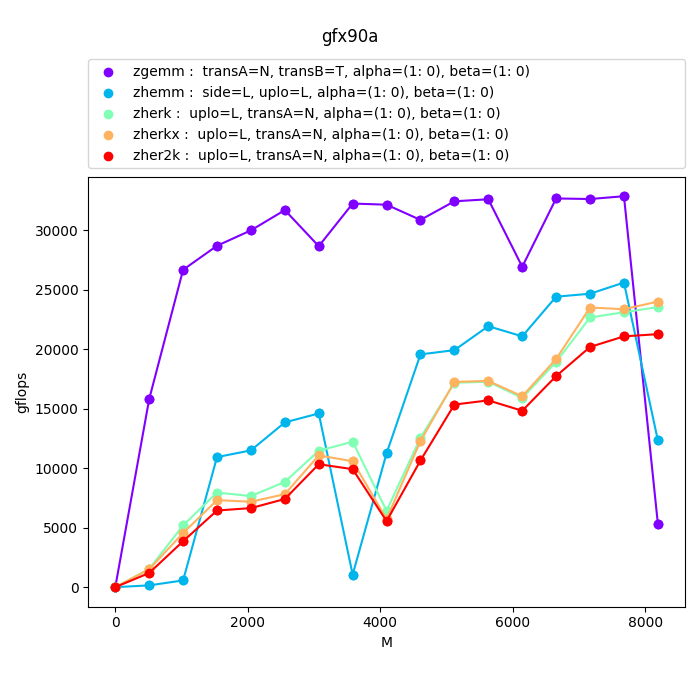 gfx90a
zgemm :  transA=N, transB=T, alpha=(1: 0), beta=(1: 0)
zhemm :  side=L, uplo=L, alpha=(1: 0), beta=(1: 0)
zherk :  uplo=L, transA=N, alpha=(1: 0), beta=(1: 0)
zherkx :  uplo=L, transA=N, alpha=(1: 0), beta=(1: 0)
zher2k :  uplo=L, transA=N, alpha=(1: 0), beta=(1: 0)
30000
25000
20000
15000
10000
5000
0
gflops
0 2000 4000 6000 8000
M